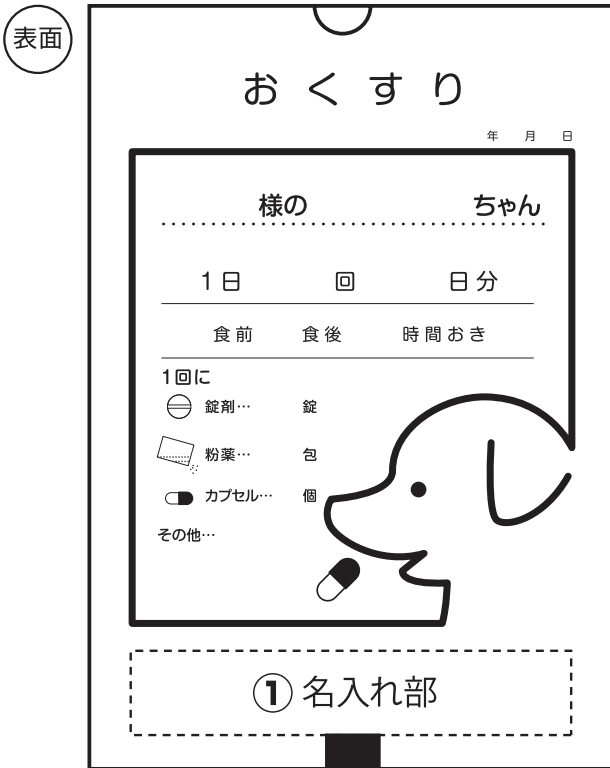 表面
おくすり
年 月 日
様の ちゃん
1日 回 日分
食前 食後 時間おき
1回に
錠剤… 錠
粉薬… 包
カプセル… 個
その他…
① 名入れ部